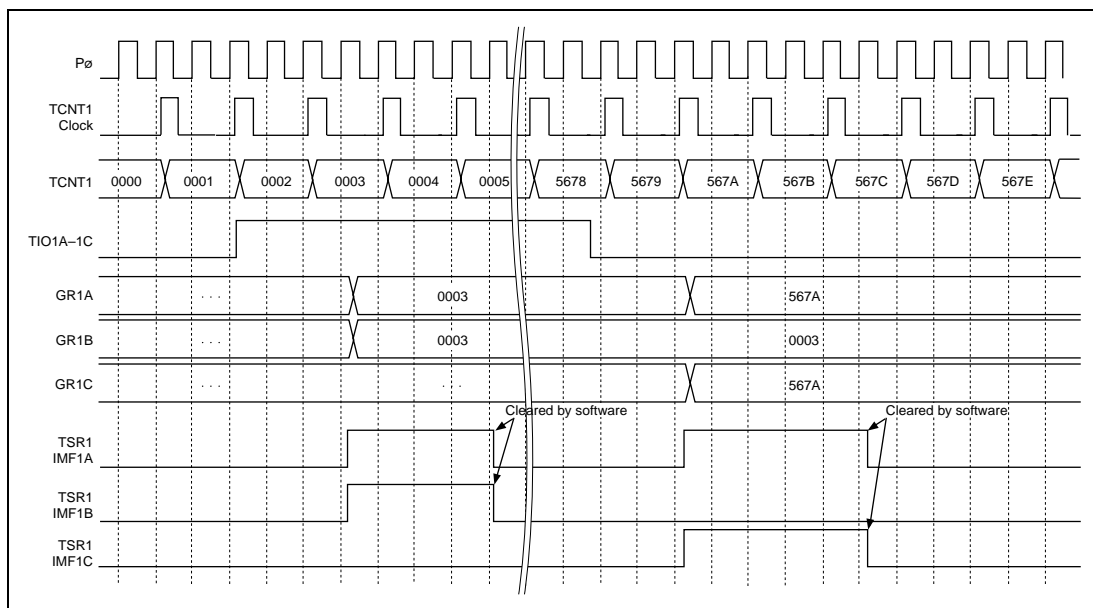 Pø
TCNT1
Clock
TCNT1 0000 0001 0002 0003 0004 0005 5678 5679 567A 567B 567C 567D 567E
TIO1A–1C
GR1A . . . 0003 567A
GR1B . . . 0003 0003
GR1C . . . . . . 567A
Cleared by software Cleared by software
TSR1
IMF1A
TSR1
IMF1B
TSR1
IMF1C